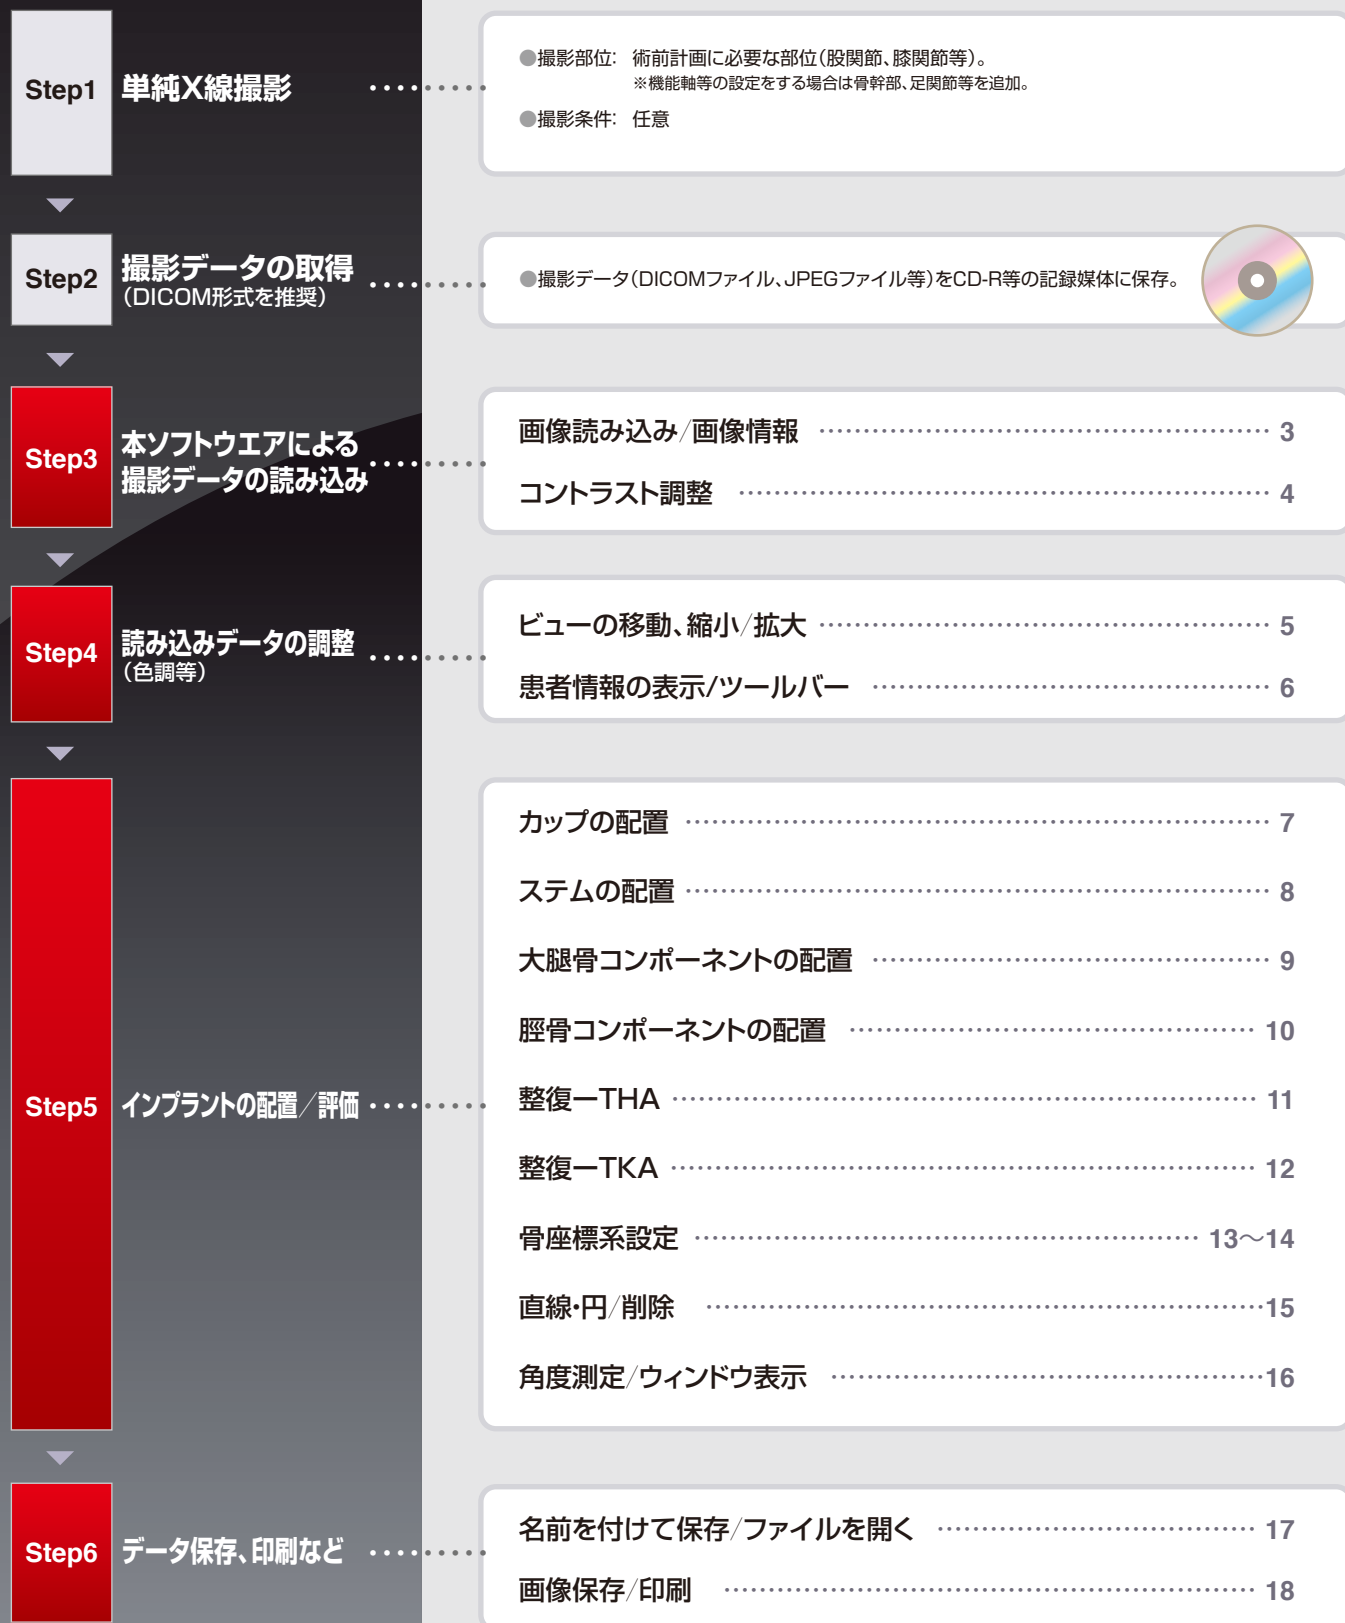 Step1
単純X線撮影
●撮影部位: 術前計画に必要な部位(股関節、膝関節等)。
※機能軸等の設定をする場合は骨幹部、足関節等を追加。
●撮影条件: 任意
Step2
撮影データの取得
(DICOM形式を推奨)
●撮影データ(DICOMファイル、JPEGファイル等)をCD-R等の記録媒体に保存。
Step3
本ソフトウエアによる
撮影データの読み込み
画像読み込み/画像情報 …………………………………………… 3
コントラスト調整 …………………………………………………… 4
Step4
読み込みデータの調整
(色調等)
ビューの移動、縮小/拡大 …………………………………………… 5
患者情報の表示/ツールバー ……………………………………… 6
Step5
インプラントの配置/評価
カップの配置 ………………………………………………………… 7
ステムの配置 ………………………………………………………… 8
大腿骨コンポーネントの配置 ……………………………………… 9
脛骨コンポーネントの配置 ……………………………………… 10
整復ーTHA ………………………………………………………… 11
整復ーTKA ………………………………………………………… 12
骨座標系設定 ………………………………………………… 13〜14
直線・円/削除 ………………………………………………………15
角度測定/ウィンドウ表示 …………………………………………16
Step6
データ保存、印刷など
名前を付けて保存/ファイルを開く ……………………………… 17
画像保存/印刷 …………………………………………………… 18